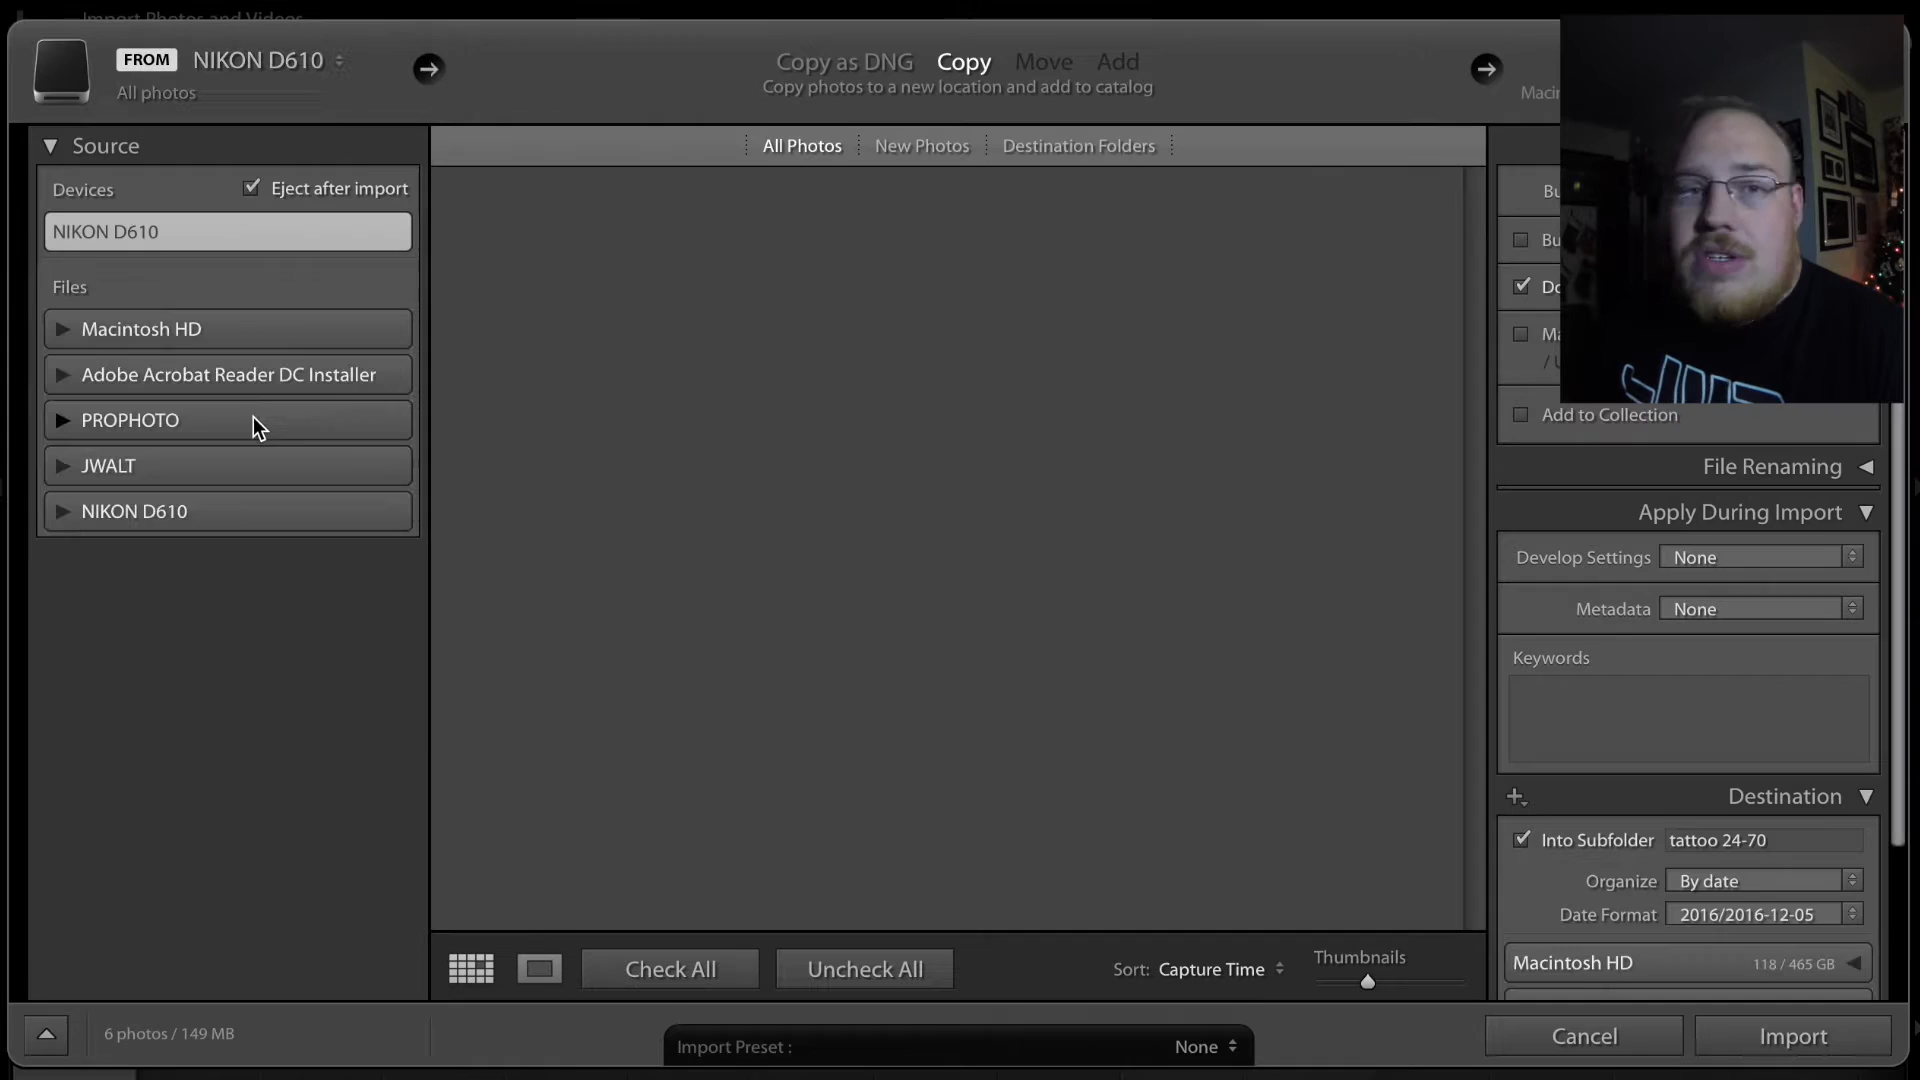 Import Photos and Videos
FROM NIKON D610
All photos
Copy as DNG Copy Move Add
Copy photos to a new location and add to catalog
Source
Devices Eject after import
NIKON D610
Files
Macintosh HD
Adobe Acrobat Reader DC Installer
PROPHOTO
JWALT
NIKON D610
All Photos New Photos Destination Folders
Add to Collection
File Renaming
Apply During Import
Develop Settings None
Metadata None
Keywords
Destination
Into Subfolder tattoo 24-70
Organize By date
Date Format 2016/2016-12-05
Macintosh HD 118 / 465 GB
Check All Uncheck All Sort: Capture Time Thumbnails
6 photos / 149 MB
Import Preset : None
Cancel Import